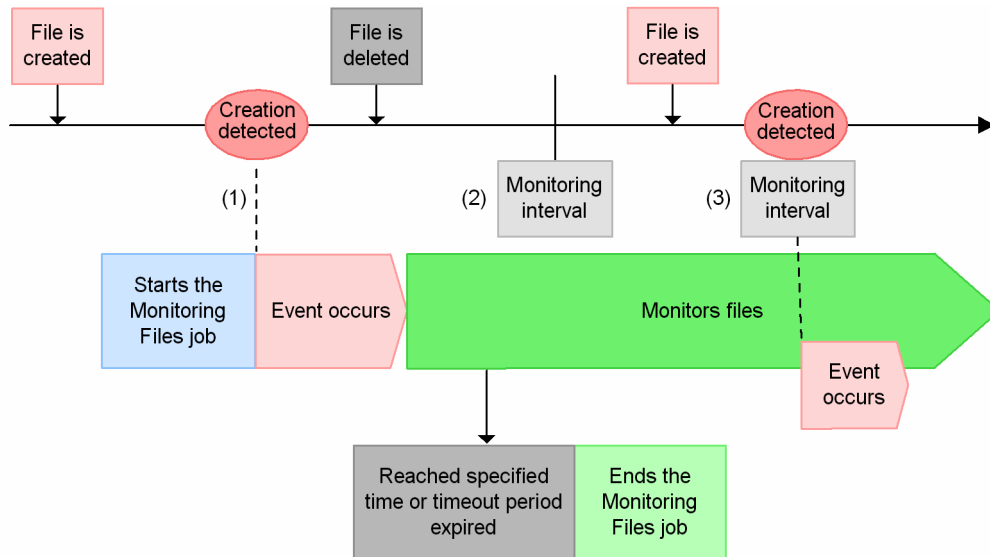 File is
created
File is
deleted
File is
created
Creation
detected
Creation
detected
(1)
(2)
Monitoring
interval
(3)
Monitoring
interval
Starts the
Monitoring
Files job
Event occurs
Monitors files
Event
occurs
Reached specified
time or timeout period
expired
Ends the
Monitoring
Files job